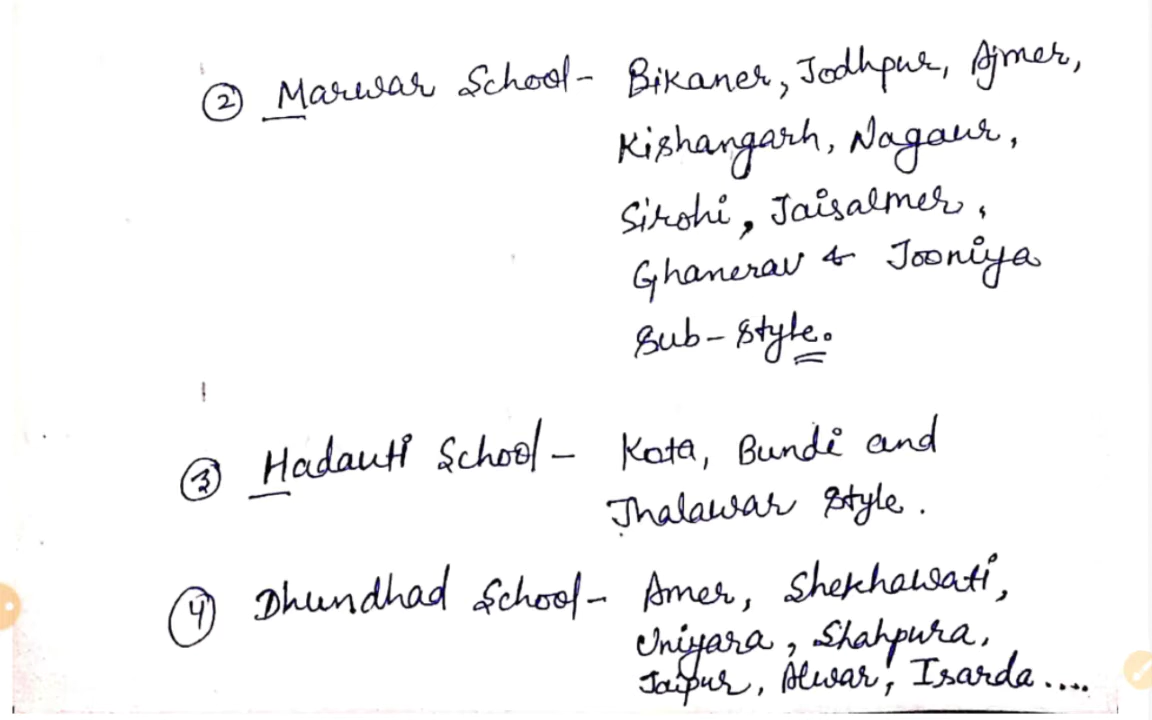 ② Marwar School- Bikaner, Jodhpur, Ajmer,
Kishangarh, Nagaur,
Sirohi, Jaisalmer,
Ghanerav & Jooniya
Sub-style.
③ Hadauti School- Kota, Bundi and
Jhalawar style.
④ Dhundhad School- Amer, Shekhawati,
Uniyara, Shahpura,
Jaipur, Alwar, Isarda....